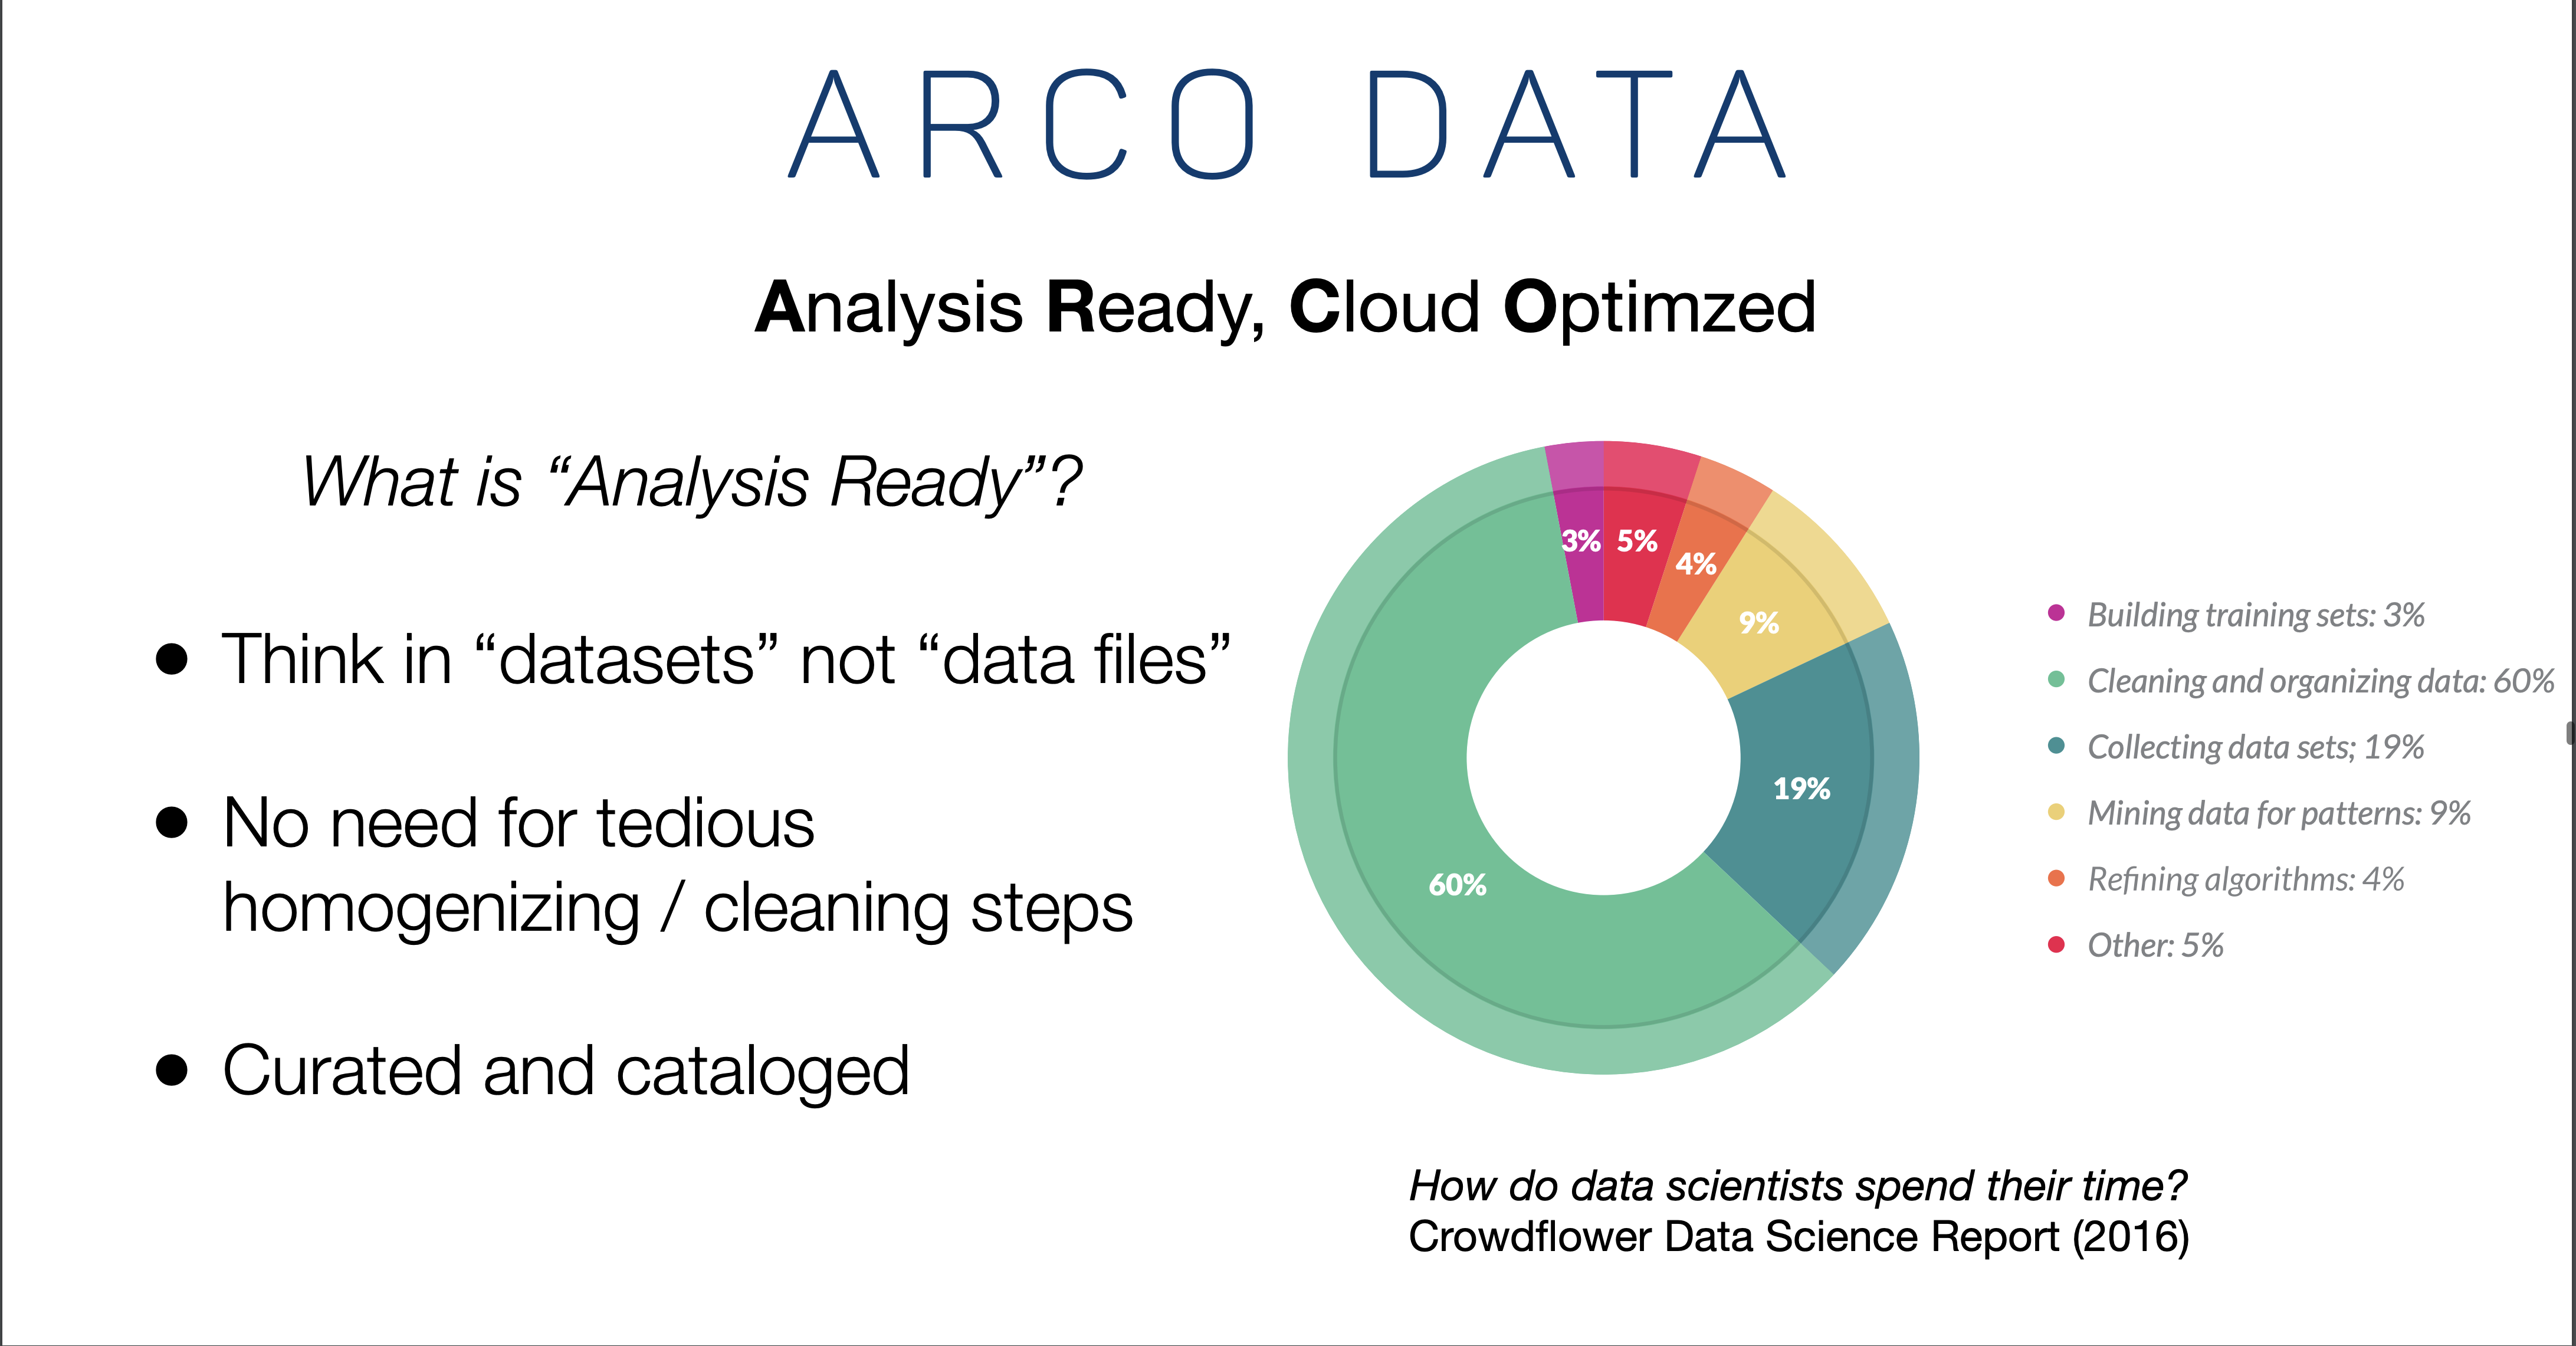 ARCO DATA
Analysis Ready, Cloud Optimzed
What is “Analysis Ready”?
● Think in “datasets” not “data files”
● No need for tedious
homogenizing / cleaning steps
● Curated and cataloged
3%
5%
4%
9%
19%
60%
Building training sets: 3%
Cleaning and organizing data: 60%
Collecting data sets; 19%
Mining data for patterns: 9%
Refining algorithms: 4%
Other: 5%
How do data scientists spend their time?
Crowdflower Data Science Report (2016)